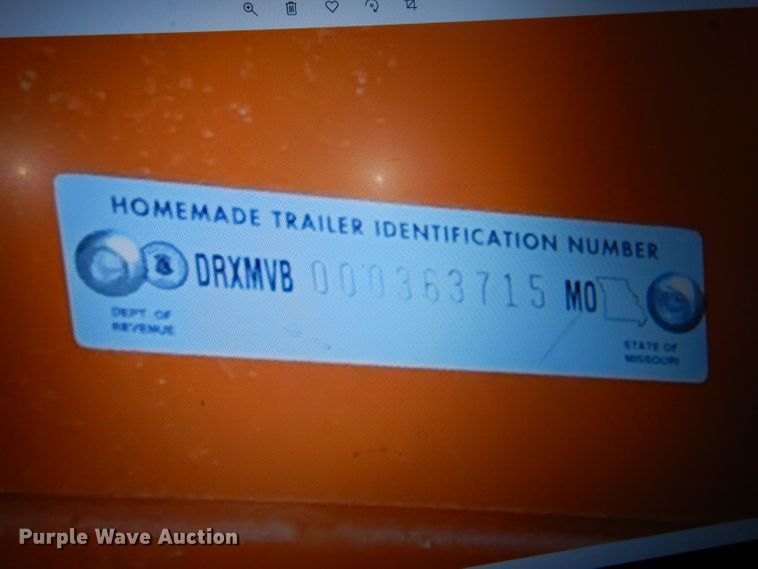 HOMEMADE TRAILER IDENTIFICATION NUMBER
DRXMVB 000363715 MO
DEPT OF
REVENUE
STATE OF
MISSOURI
Purple Wave Auction